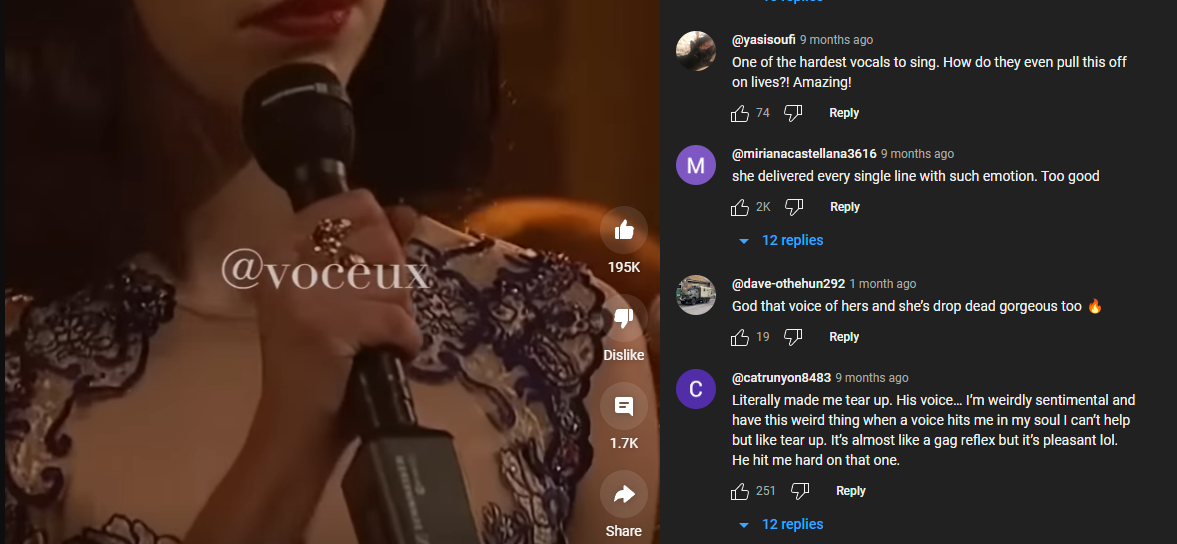 @voceux
195K
Dislike
1.7K
Share
@yasisoufi 9 months ago
One of the hardest vocals to sing. How do they even pull this off
on lives?! Amazing!
74 Reply
M
@mirianacastellana3616 9 months ago
she delivered every single line with such emotion. Too good
2K Reply
12 replies
@dave-othehun292 1 month ago
God that voice of hers and she’s drop dead gorgeous too 🔥
19 Reply
C
@catrunyon8483 9 months ago
Literally made me tear up. His voice… I’m weirdly sentimental and
have this weird thing when a voice hits me in my soul I can’t help
but like tear up. It’s almost like a gag reflex but it’s pleasant lol.
He hit me hard on that one.
251 Reply
12 replies